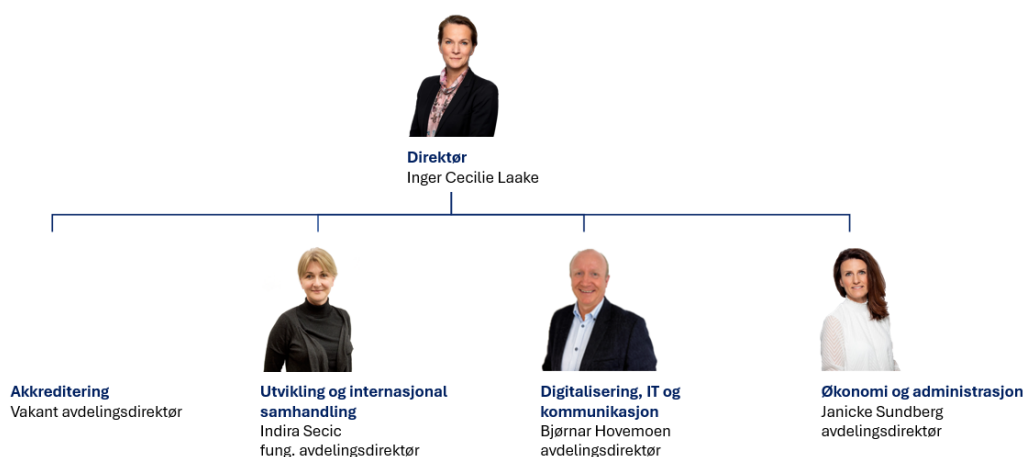 Direktør
Inger Cecilie Laake
Akkreditering
Vakant avdelingsdirektør
Utvikling og internasjonal
samhandling
Indira Secic
fung. avdelingsdirektør
Digitalisering, IT og
kommunikasjon
Bjørnar Hovemoen
avdelingsdirektør
Økonomi og administrasjon
Janicke Sundberg
avdelingsdirektør